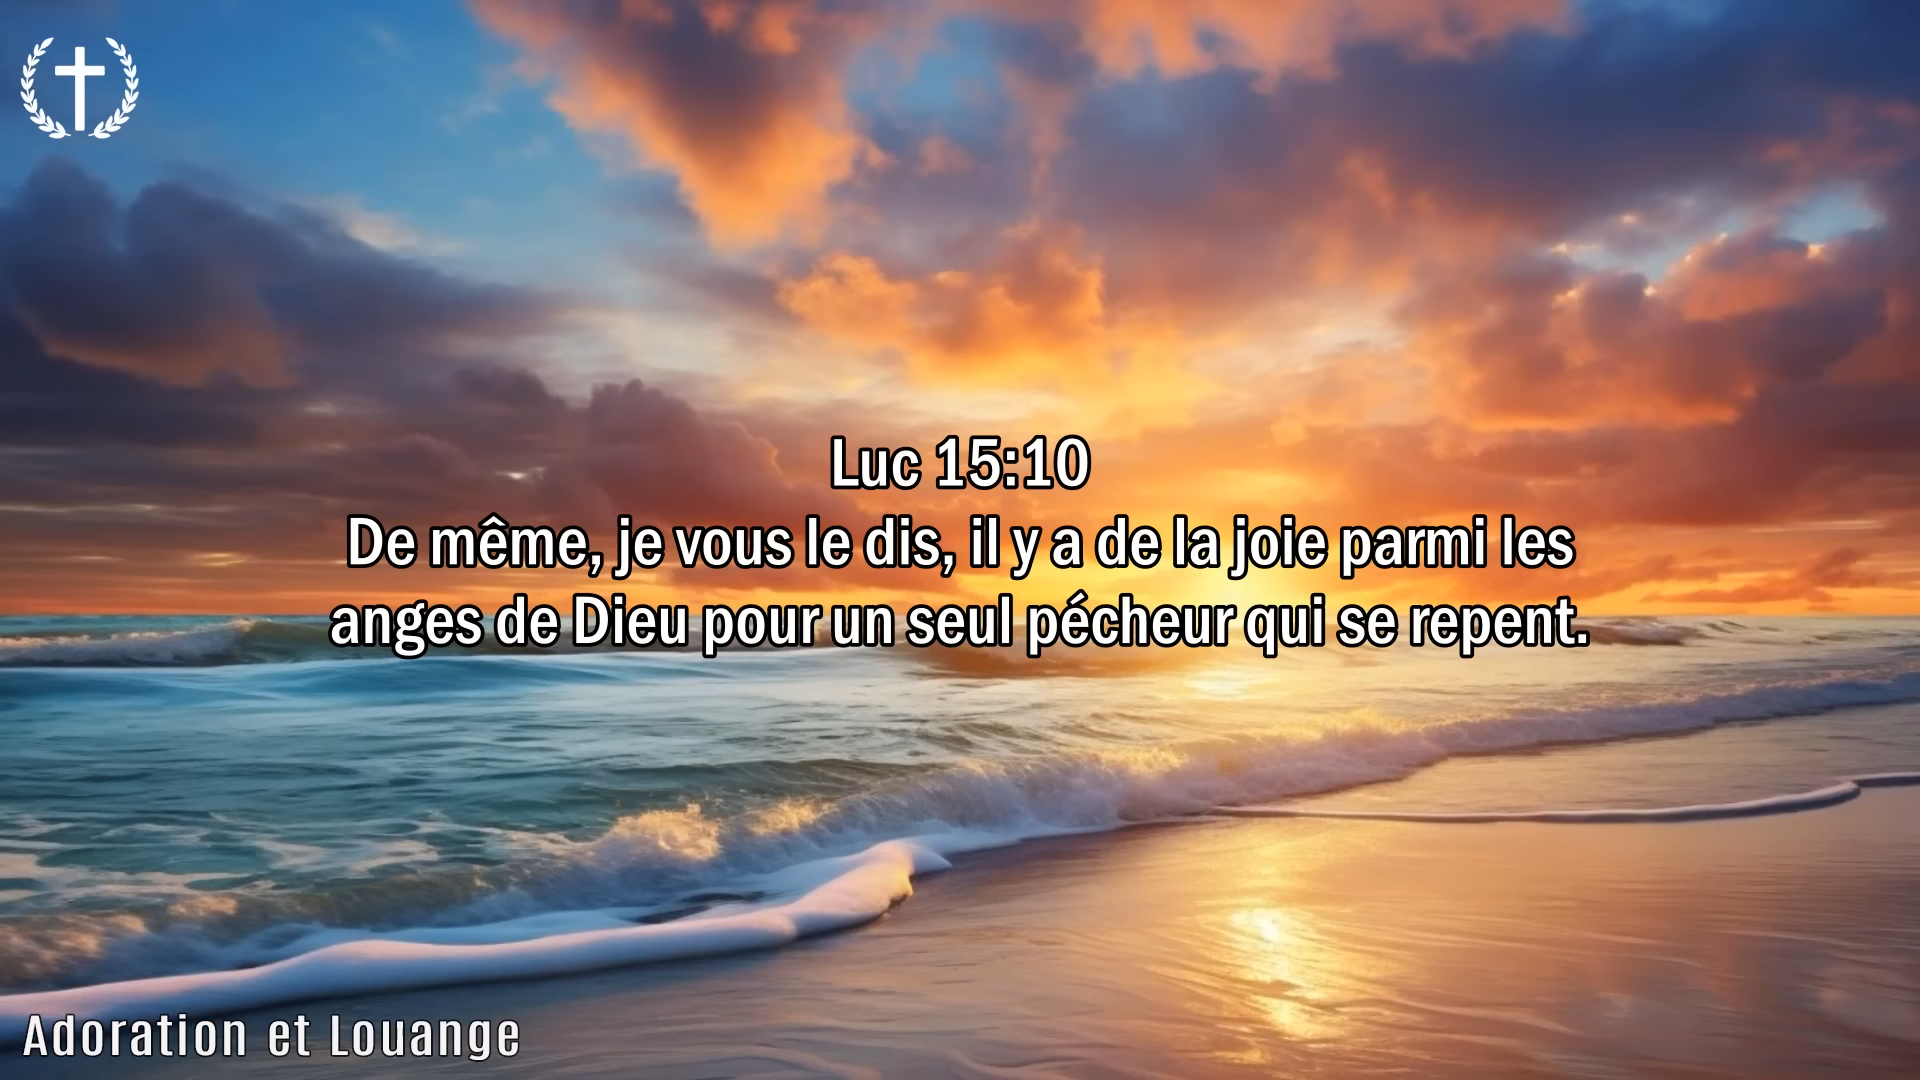 Luc 15:10
De même, je vous le dis, il y a de la joie parmi les
anges de Dieu pour un seul pécheur qui se repent.
Adoration et Louange